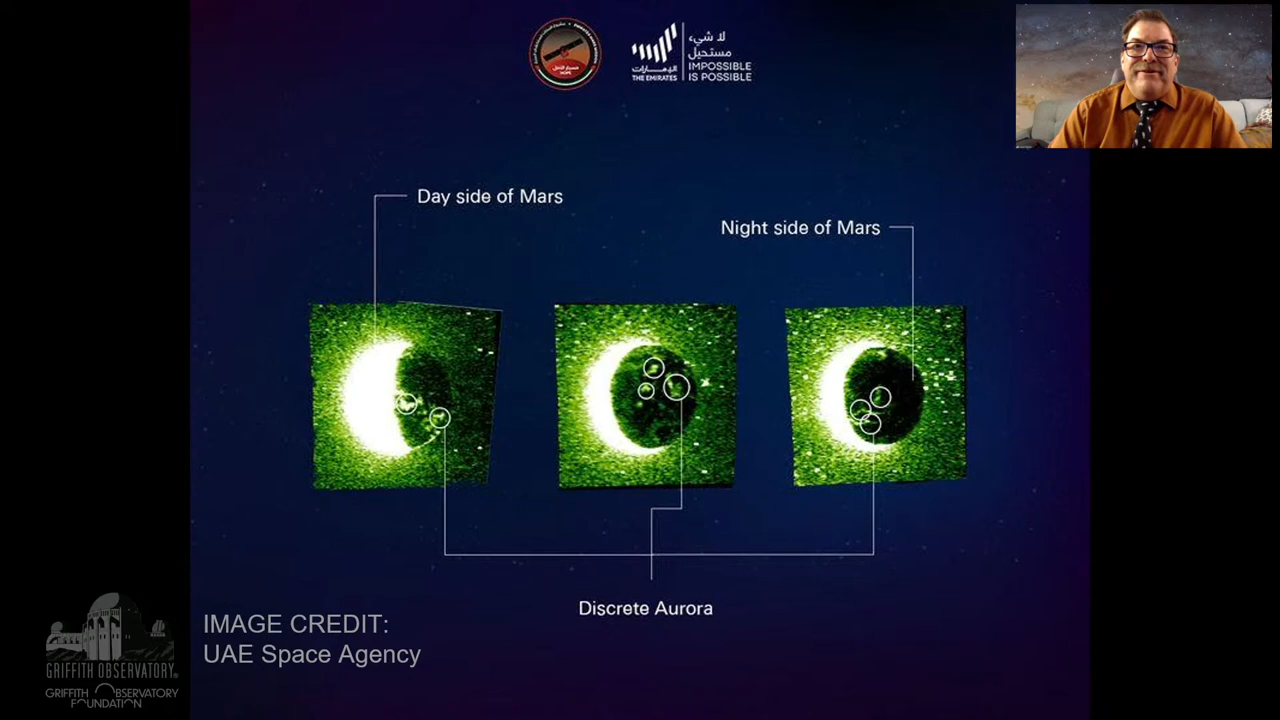 لا شيء
مستحيل
الإمارات
THE EMIRATES
IMPOSSIBLE
IS POSSIBLE
HOPE
Day side of Mars
Night side of Mars
Discrete Aurora
IMAGE CREDIT:
UAE Space Agency
GRIFFITH OBSERVATORY®
GRIFFITH OBSERVATORY
FOUNDATION